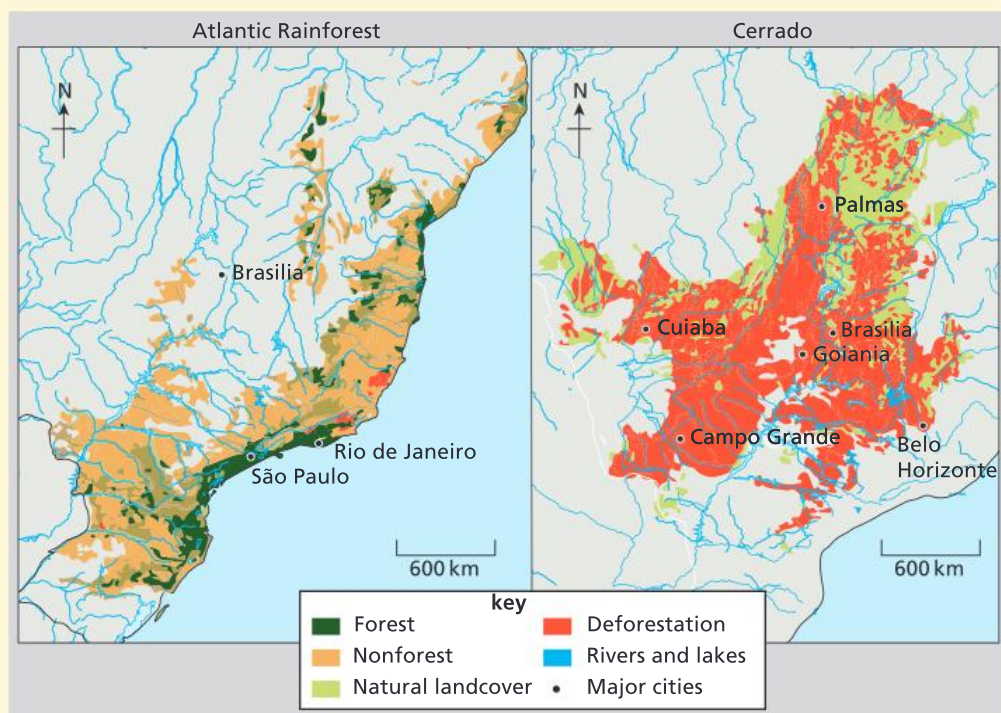 Atlantic Rainforest
Cerrado
N
Brasilia
Rio de Janeiro
São Paulo
600 km
N
Palmas
Cuiaba
Brasilia
Goiania
Campo Grande
Belo
Horizonte
600 km
key
Forest
Deforestation
Nonforest
Rivers and lakes
Natural landcover
Major cities